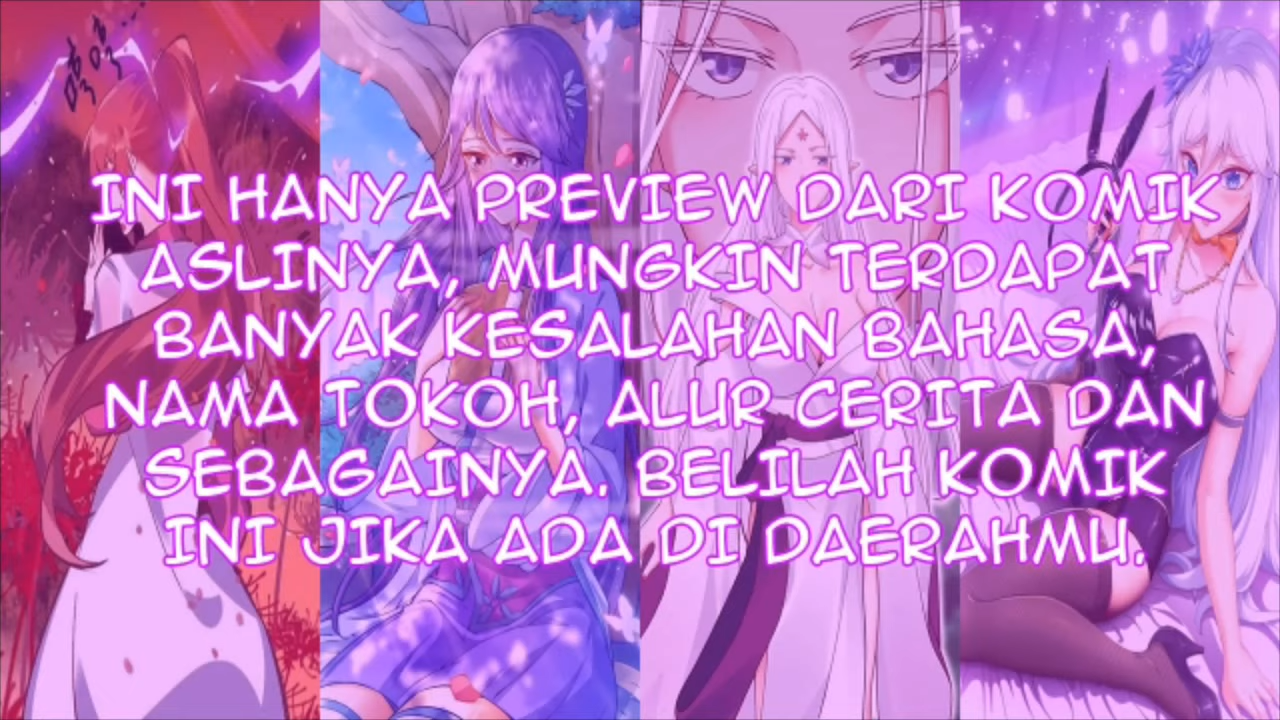 INI HANYA PREVIEW DARI KOMIK
ASLINYA, MUNGKIN TERDAPAT
BANYAK KESALAHAN BAHASA,
NAMA TOKOH, ALUR CERITA DAN
SEBAGAINYA. BELILAH KOMIK
INI JIKA ADA DI DAERAHMU.